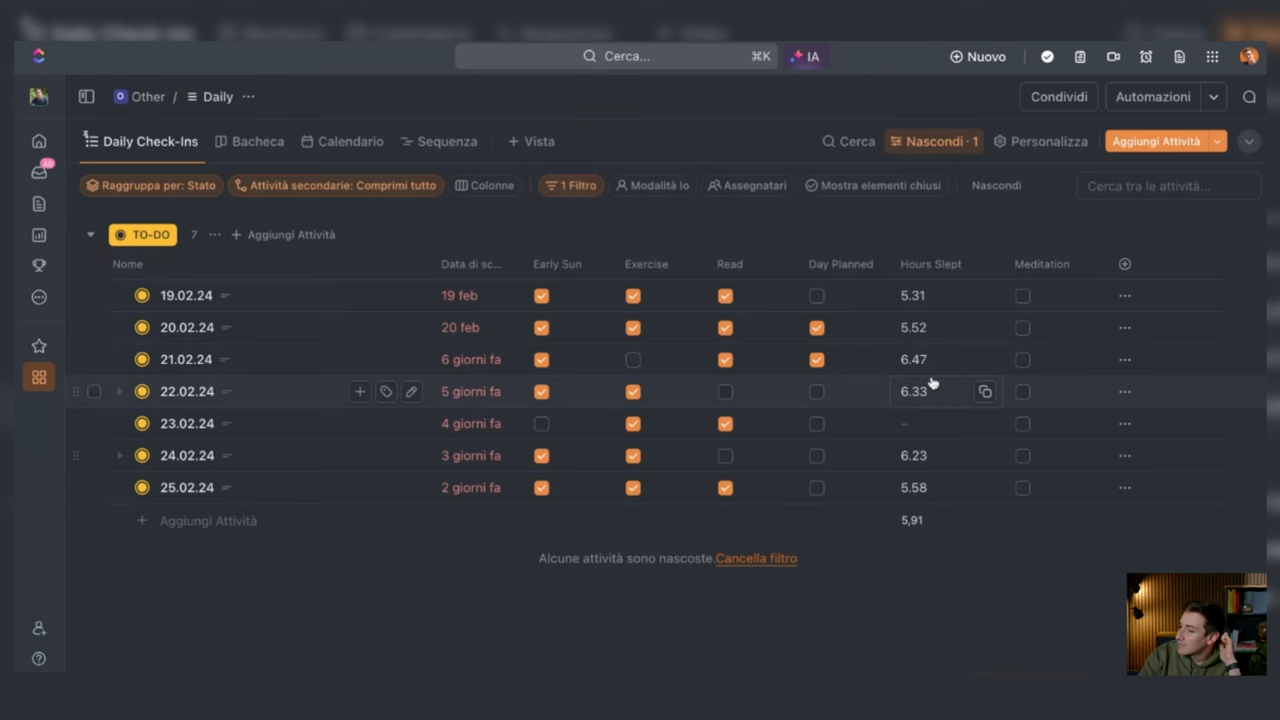 Cerca... ⌘K IA Nuovo
Other / Daily ··· Condividi Automazioni
Daily Check-Ins Bacheca Calendario Sequenza + Vista Cerca Nascondi · 1 Personalizza Aggiungi Attività
Raggruppa per: Stato Attività secondarie: Comprimi tutto Colonne 1 Filtro Modalità Io Assegnatari Mostra elementi chiusi Nascondi Cerca tra le attività...
TO-DO 7 ··· + Aggiungi Attività
Nome Data di sc... Early Sun Exercise Read Day Planned Hours Slept Meditation
19.02.24 19 feb 5.31
20.02.24 20 feb 5.52
21.02.24 6 giorni fa 6.47
22.02.24 5 giorni fa 6.33
23.02.24 4 giorni fa –
24.02.24 3 giorni fa 6.23
25.02.24 2 giorni fa 5.58
+ Aggiungi Attività 5,91
Alcune attività sono nascoste.Cancella filtro